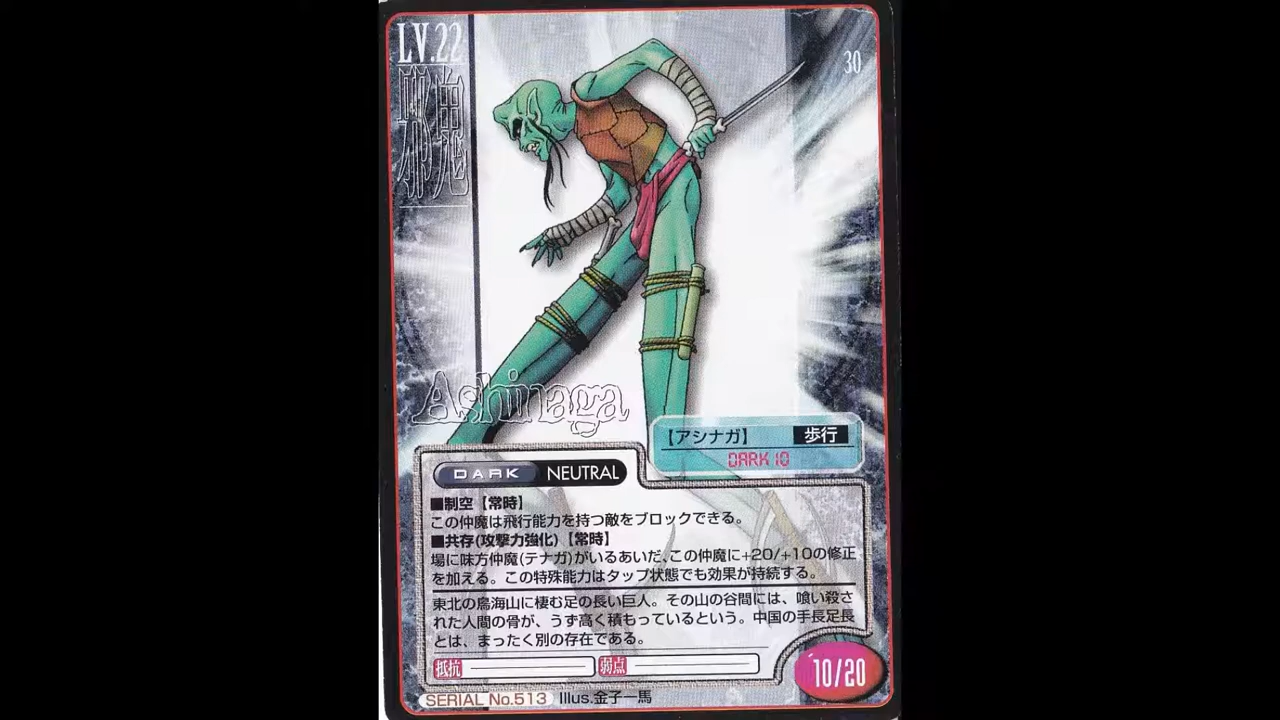 LV.22
30
邪鬼
Ashinaga
【アシナガ】 歩行
DARK 10
DARK NEUTRAL
■制空【常時】
この仲魔は飛行能力を持つ敵をブロックできる。
■共存(攻撃力強化)【常時】
場に味方仲魔(テナガ)がいるあいだ、この仲魔に+20/+10の修正
を加える。この特殊能力はタップ状態でも効果が持続する。
東北の鳥海山に棲む足の長い巨人。その山の谷間には、喰い殺さ
れた人間の骨が、うず高く積もっているという。中国の手長足長
とは、まったく別の存在である。
抵抗 弱点
10/20
SERIAL No.513 Illus.金子一馬